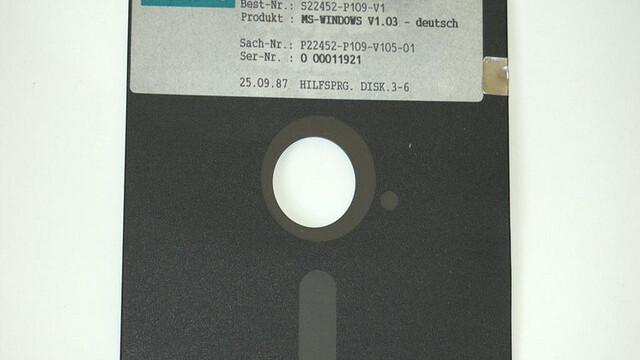 Best-Nr.: S22452-P109-V1
Produkt : MS-WINDOWS V1.03 - deutsch
Sach-Nr.: P22452-P109-V105-01
Ser-Nr. : 0 00011921
25.09.87 HILFSPRG. DISK.3-6